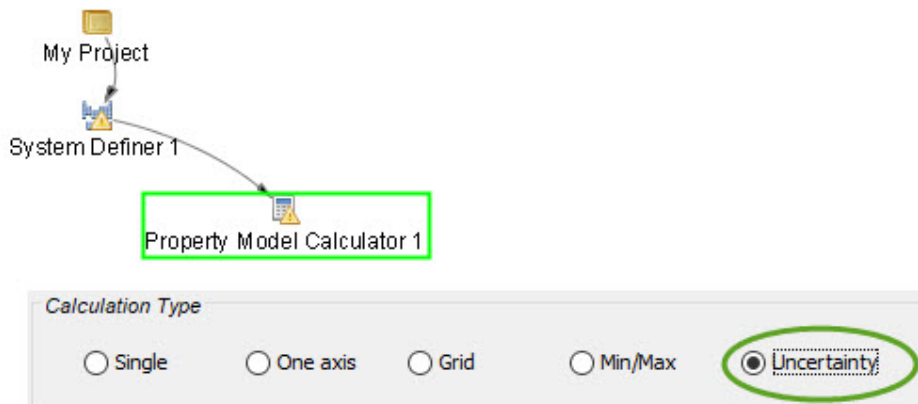 My Project
System Definer 1
Property Model Calculator 1
Calculation Type
Single One axis Grid Min/Max Uncertainty